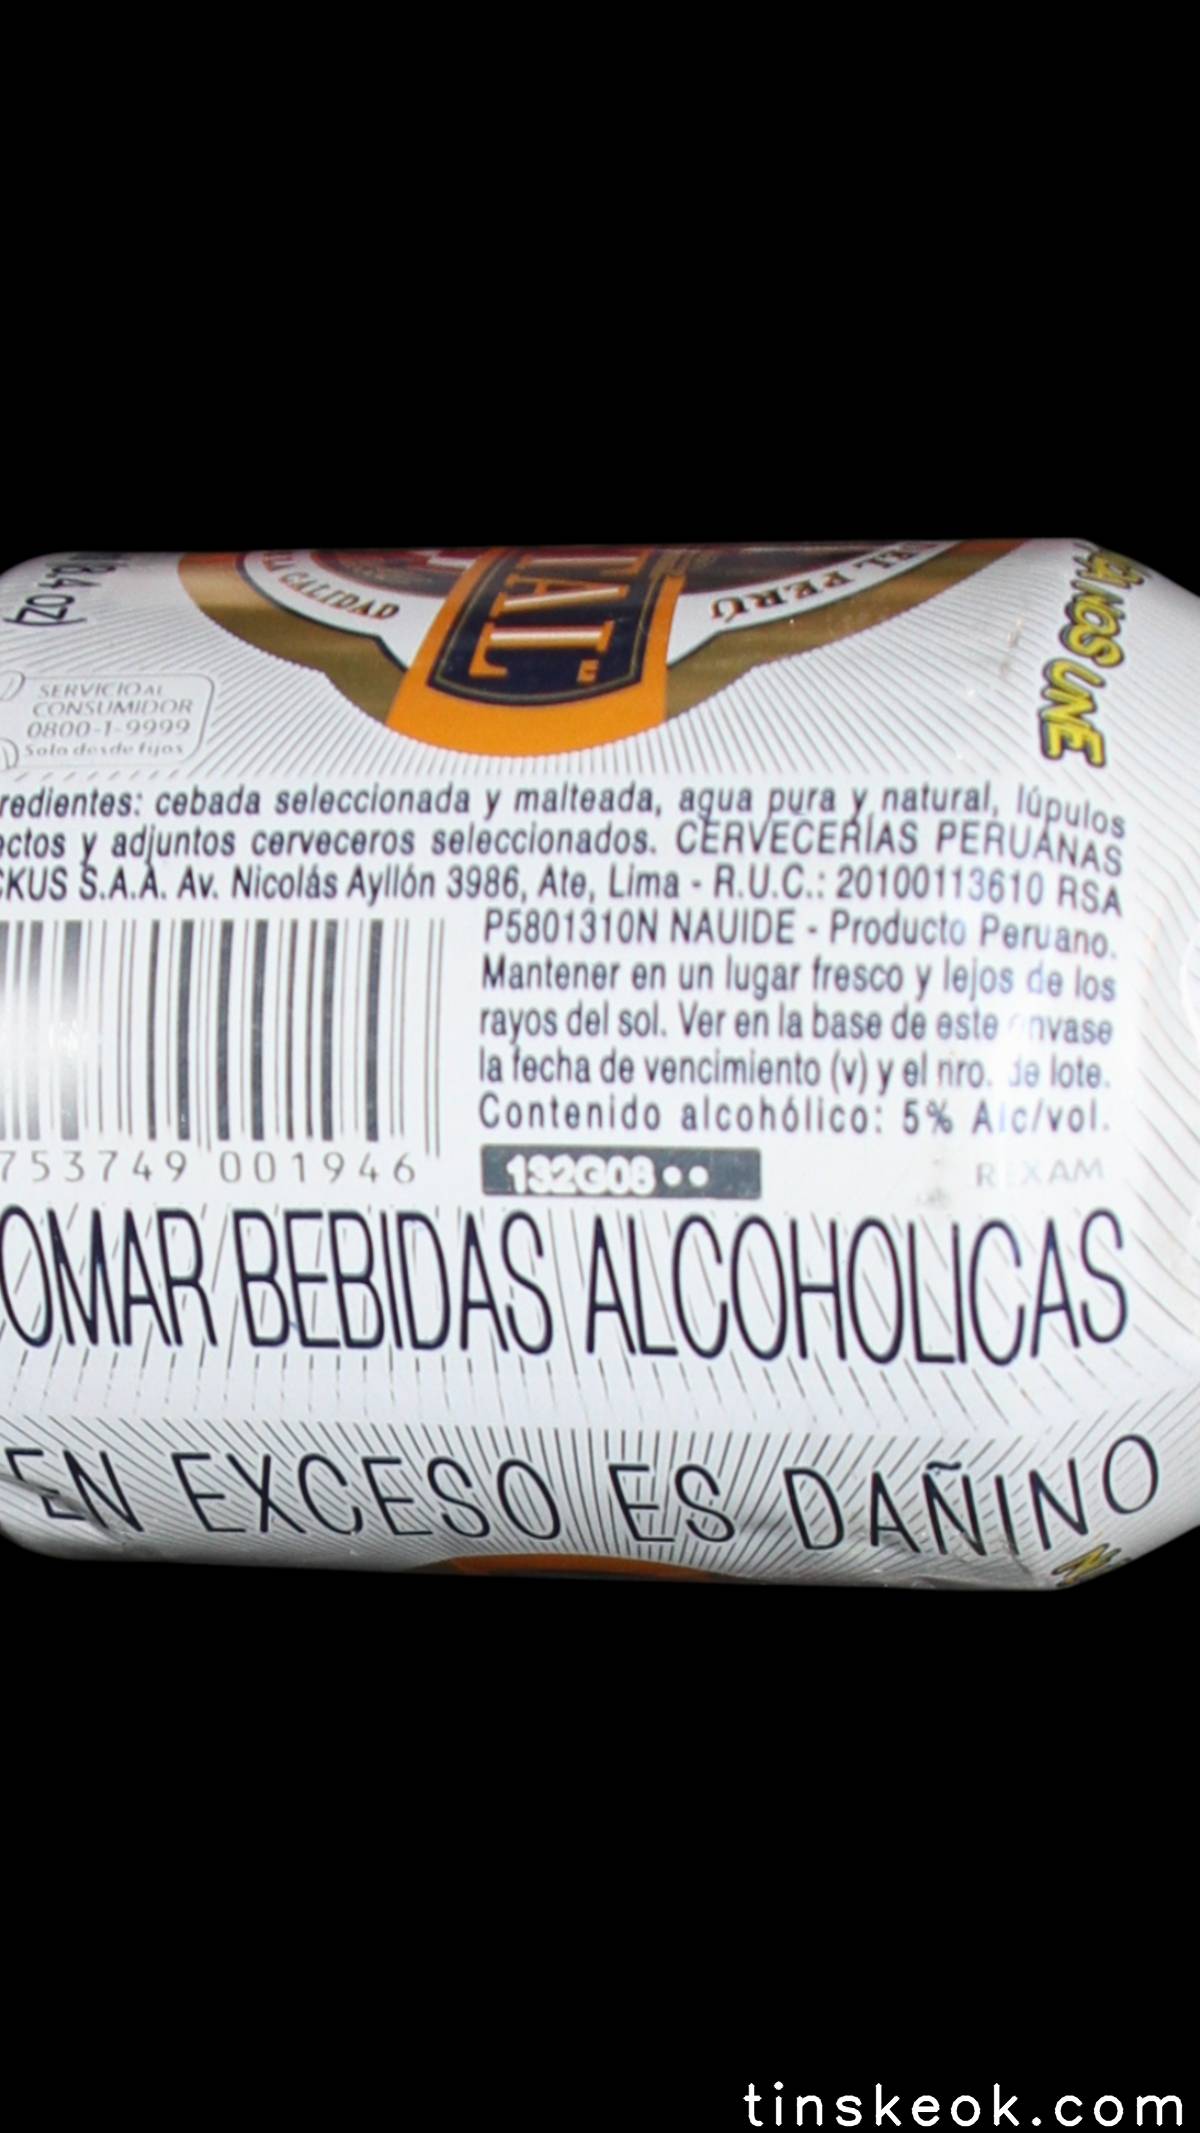 8.4 oz)
CALIDAD
EL PERÚ
NOS UNE
SERVICIO AL
CONSUMIDOR
0800-1-9999
Solo desde fijos
redientes: cebada seleccionada y malteada, agua pura y natural, lúpulos
ectos y adjuntos cerveceros seleccionados. CERVECERÍAS PERUANAS
CKUS S.A.A. Av. Nicolás Ayllón 3986, Ate, Lima - R.U.C.: 20100113610 RSA
P5801310N NAUIDE - Producto Peruano.
Mantener en un lugar fresco y lejos de los
rayos del sol. Ver en la base de este envase
la fecha de vencimiento (v) y el nro. de lote.
Contenido alcohólico: 5% Alc/vol.
753749 001946
132G08
REXAM
OMAR BEBIDAS ALCOHOLICAS
EN EXCESO ES DAÑINO
tinskeok.com